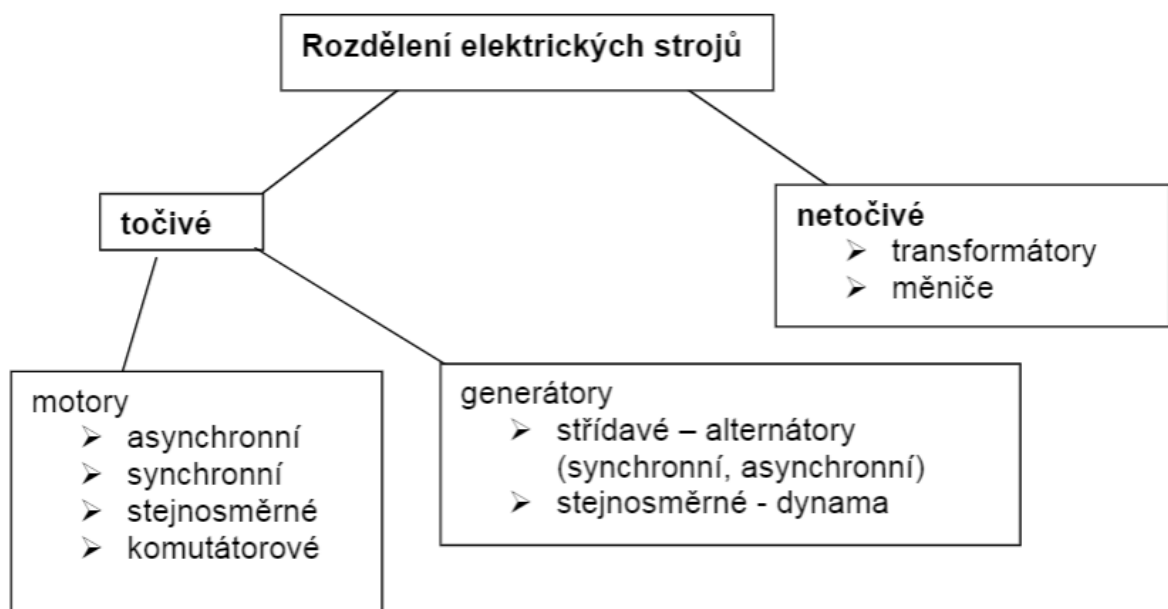 Rozdělení elektrických strojů
točivé
netočivé
➢ transformátory
➢ měniče
motory
➢ asynchronní
➢ synchronní
➢ stejnosměrné
➢ komutátorové
generátory
➢ střídavé – alternátory
(synchronní, asynchronní)
➢ stejnosměrné - dynama